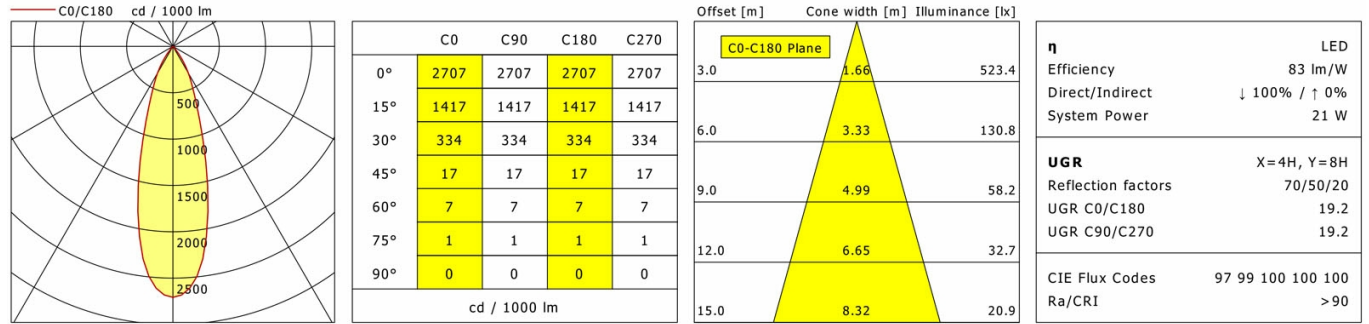 C0/C180 cd / 1000 lm
500
1000
1500
2000
2500
C0 C90 C180 C270
0° 2707 2707 2707 2707
15° 1417 1417 1417 1417
30° 334 334 334 334
45° 17 17 17 17
60° 7 7 7 7
75° 1 1 1 1
90° 0 0 0 0
cd / 1000 lm
Offset [m] Cone width [m] Illuminance [lx]
C0-C180 Plane
3.0 1.66 523.4
6.0 3.33 130.8
9.0 4.99 58.2
12.0 6.65 32.7
15.0 8.32 20.9
η LED
Efficiency 83 lm/W
Direct/Indirect ↓ 100% / ↑ 0%
System Power 21 W
UGR X=4H, Y=8H
Reflection factors 70/50/20
UGR C0/C180 19.2
UGR C90/C270 19.2
CIE Flux Codes 97 99 100 100 100
Ra/CRI >90